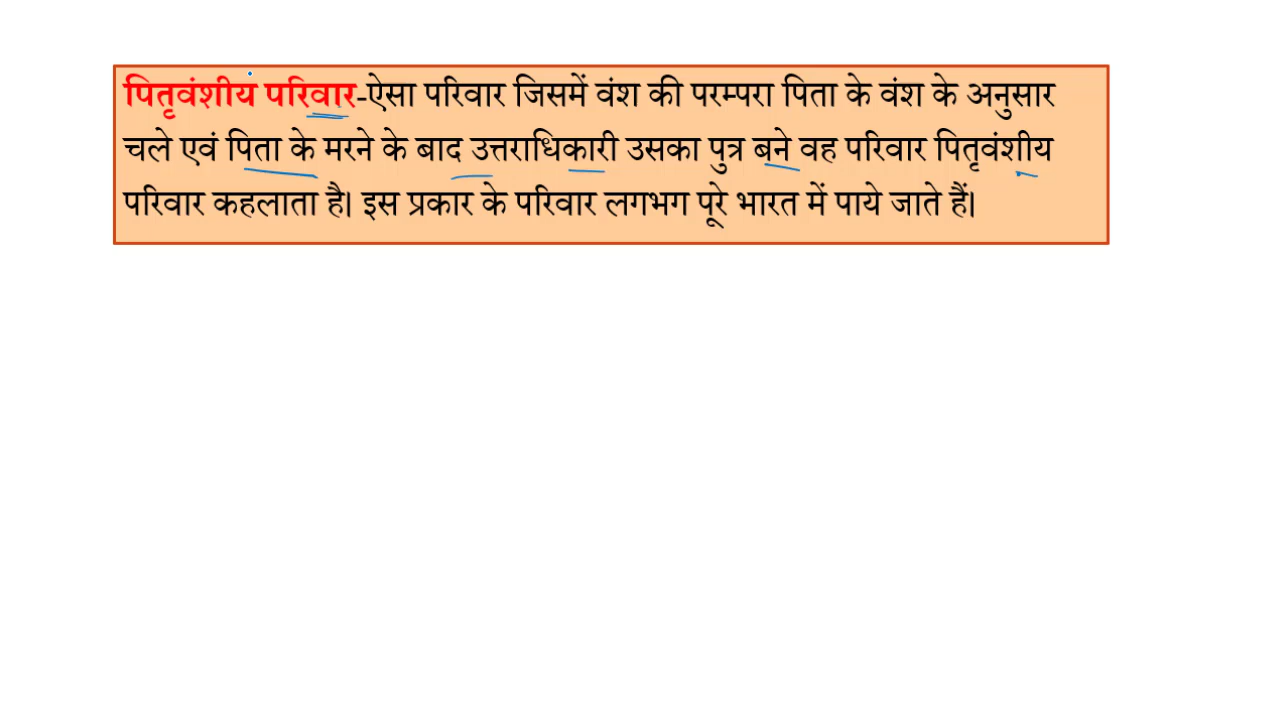 पितृवंशीय परिवार-ऐसा परिवार जिसमें वंश की परम्परा पिता के वंश के अनुसार
चले एवं पिता के मरने के बाद उत्तराधिकारी उसका पुत्र बने वह परिवार पितृवंशीय
परिवार कहलाता है। इस प्रकार के परिवार लगभग पूरे भारत में पाये जाते हैं।